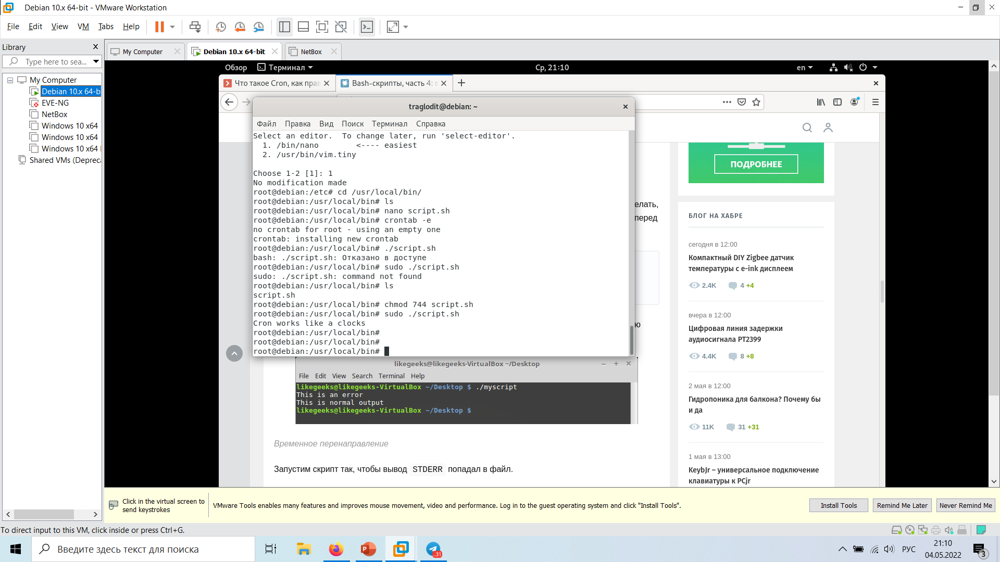 Debian 10.x 64-bit - VMware Workstation
File Edit View VM Tabs Help
Library
Type here to sea...
My Computer
Debian 10.x 64-b
EVE-NG
NetBox
Windows 10 x64
Windows 10 x64
Windows 10 x64
Shared VMs (Depreca
My Computer
Debian 10.x 64-bit
NetBox
Обзор Терминал Ср, 21:10 en
Что такое Cron, как прав
Bash-скрипты, часть 4: в
traglodit@debian: ~
Файл Правка Вид Поиск Терминал Справка
Select an editor.  To change later, run 'select-editor'.
  1. /bin/nano        <---- easiest
  2. /usr/bin/vim.tiny
Choose 1-2 [1]: 1
No modification made
root@debian:/etc# cd /usr/local/bin/
root@debian:/usr/local/bin# ls
root@debian:/usr/local/bin# nano script.sh
root@debian:/usr/local/bin# crontab -e
no crontab for root - using an empty one
crontab: installing new crontab
root@debian:/usr/local/bin# ./script.sh
bash: ./script.sh: Отказано в доступе
root@debian:/usr/local/bin# sudo ./script.sh
sudo: ./script.sh: command not found
root@debian:/usr/local/bin# ls
script.sh
root@debian:/usr/local/bin# chmod 744 script.sh
root@debian:/usr/local/bin# sudo ./script.sh
Cron works like a clocks
root@debian:/usr/local/bin#
root@debian:/usr/local/bin#
root@debian:/usr/local/bin#
елать,
перед
ю
likegeeks@likegeeks-VirtualBox ~/Desktop
File Edit View Search Terminal Help
likegeeks@likegeeks-VirtualBox ~/Desktop $ ./myscript
This is an error
This is normal output
likegeeks@likegeeks-VirtualBox ~/Desktop $
Временное перенаправление
Запустим скрипт так, чтобы вывод STDERR попадал в файл.
ПОДРОБНЕЕ
БЛОГ НА ХАБРЕ
сегодня в 12:00
Компактный DIY Zigbee датчик
температуры с e-ink дисплеем
2.4K 4 +4
вчера в 12:00
Цифровая линия задержки
аудиосигнала PT2399
4.4K 8 +8
2 мая в 12:00
Гидропоника для балкона? Почему бы
и да
11K 31 +31
1 мая в 13:00
KeybJr – универсальное подключение
клавиатуры к PCjr
Click in the virtual screen to
send keystrokes
VMware Tools enables many features and improves mouse movement, video and performance. Log in to the guest operating system and click "Install Tools".
Install Tools
Remind Me Later
Never Remind Me
To direct input to this VM, click inside or press Ctrl+G.
Введите здесь текст для поиска
..31
РУС
21:10
04.05.2022
3